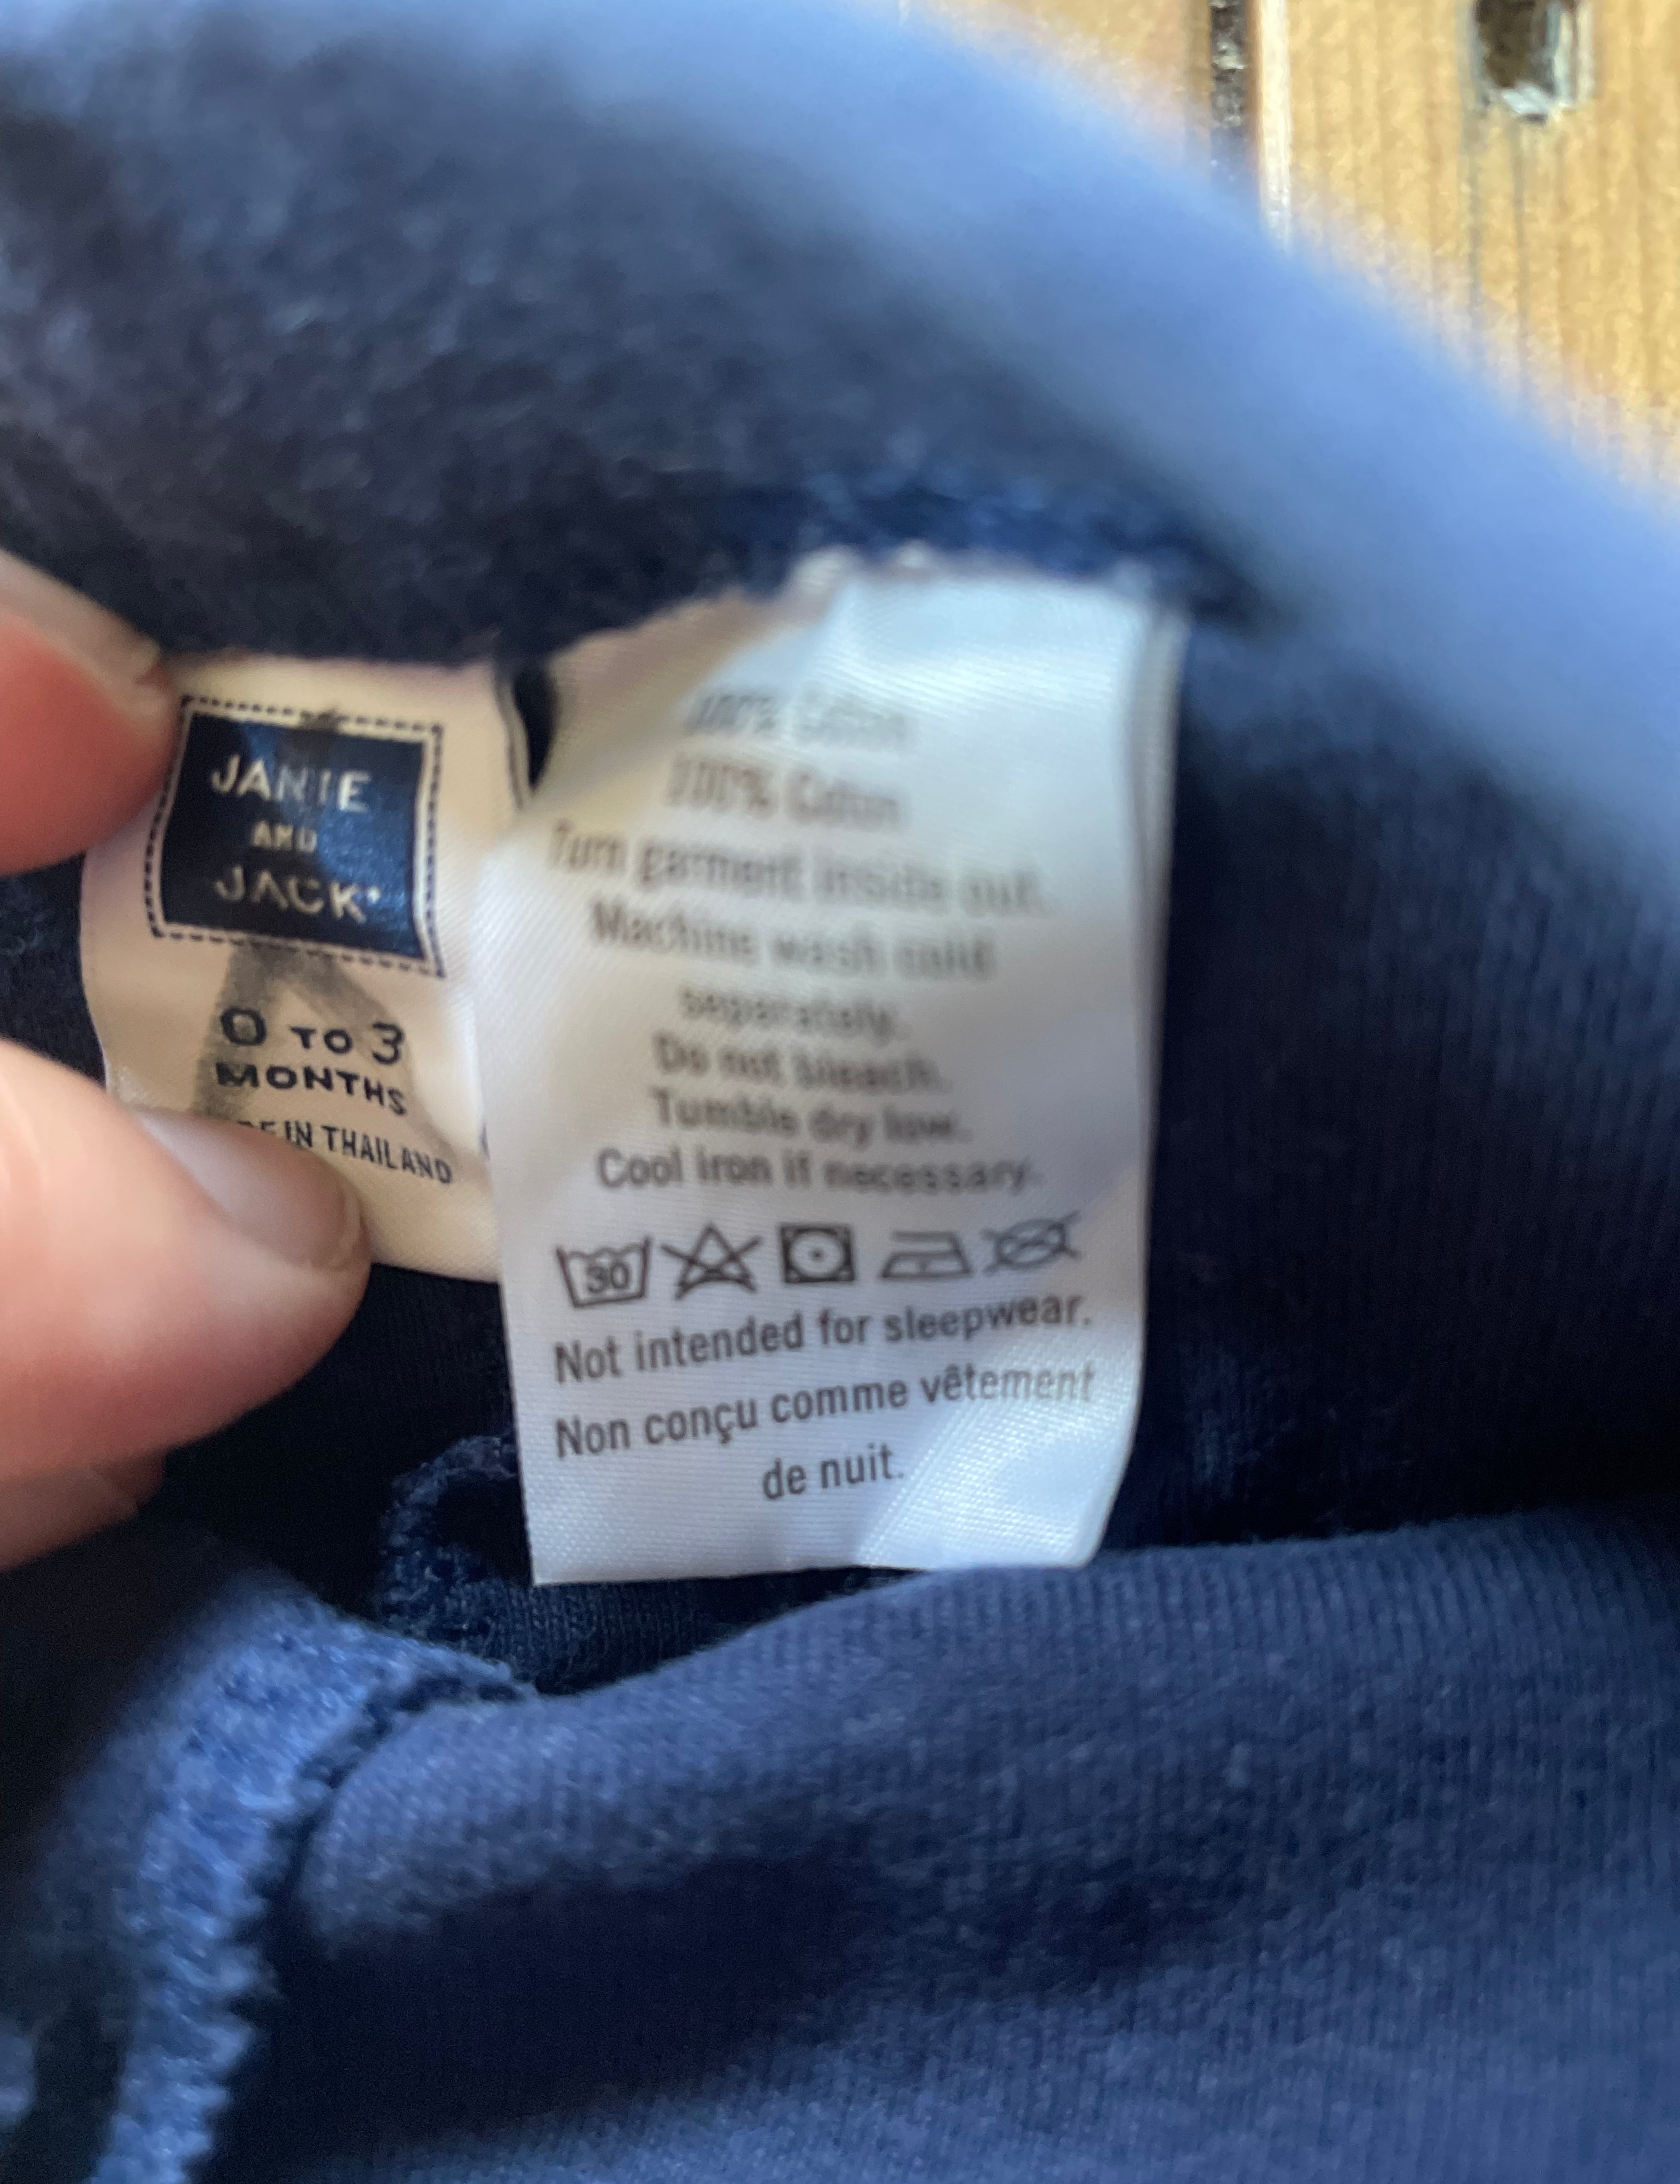 JANIE
AND
JACK
0 TO 3
MONTHS
IN THAILAND
100% Cotton
100% Cotton
Turn garment inside out.
Machine wash cold
separately.
Do not bleach.
Tumble dry low.
Cool iron if necessary.
30
Not intended for sleepwear.
Non conçu comme vêtement
de nuit.